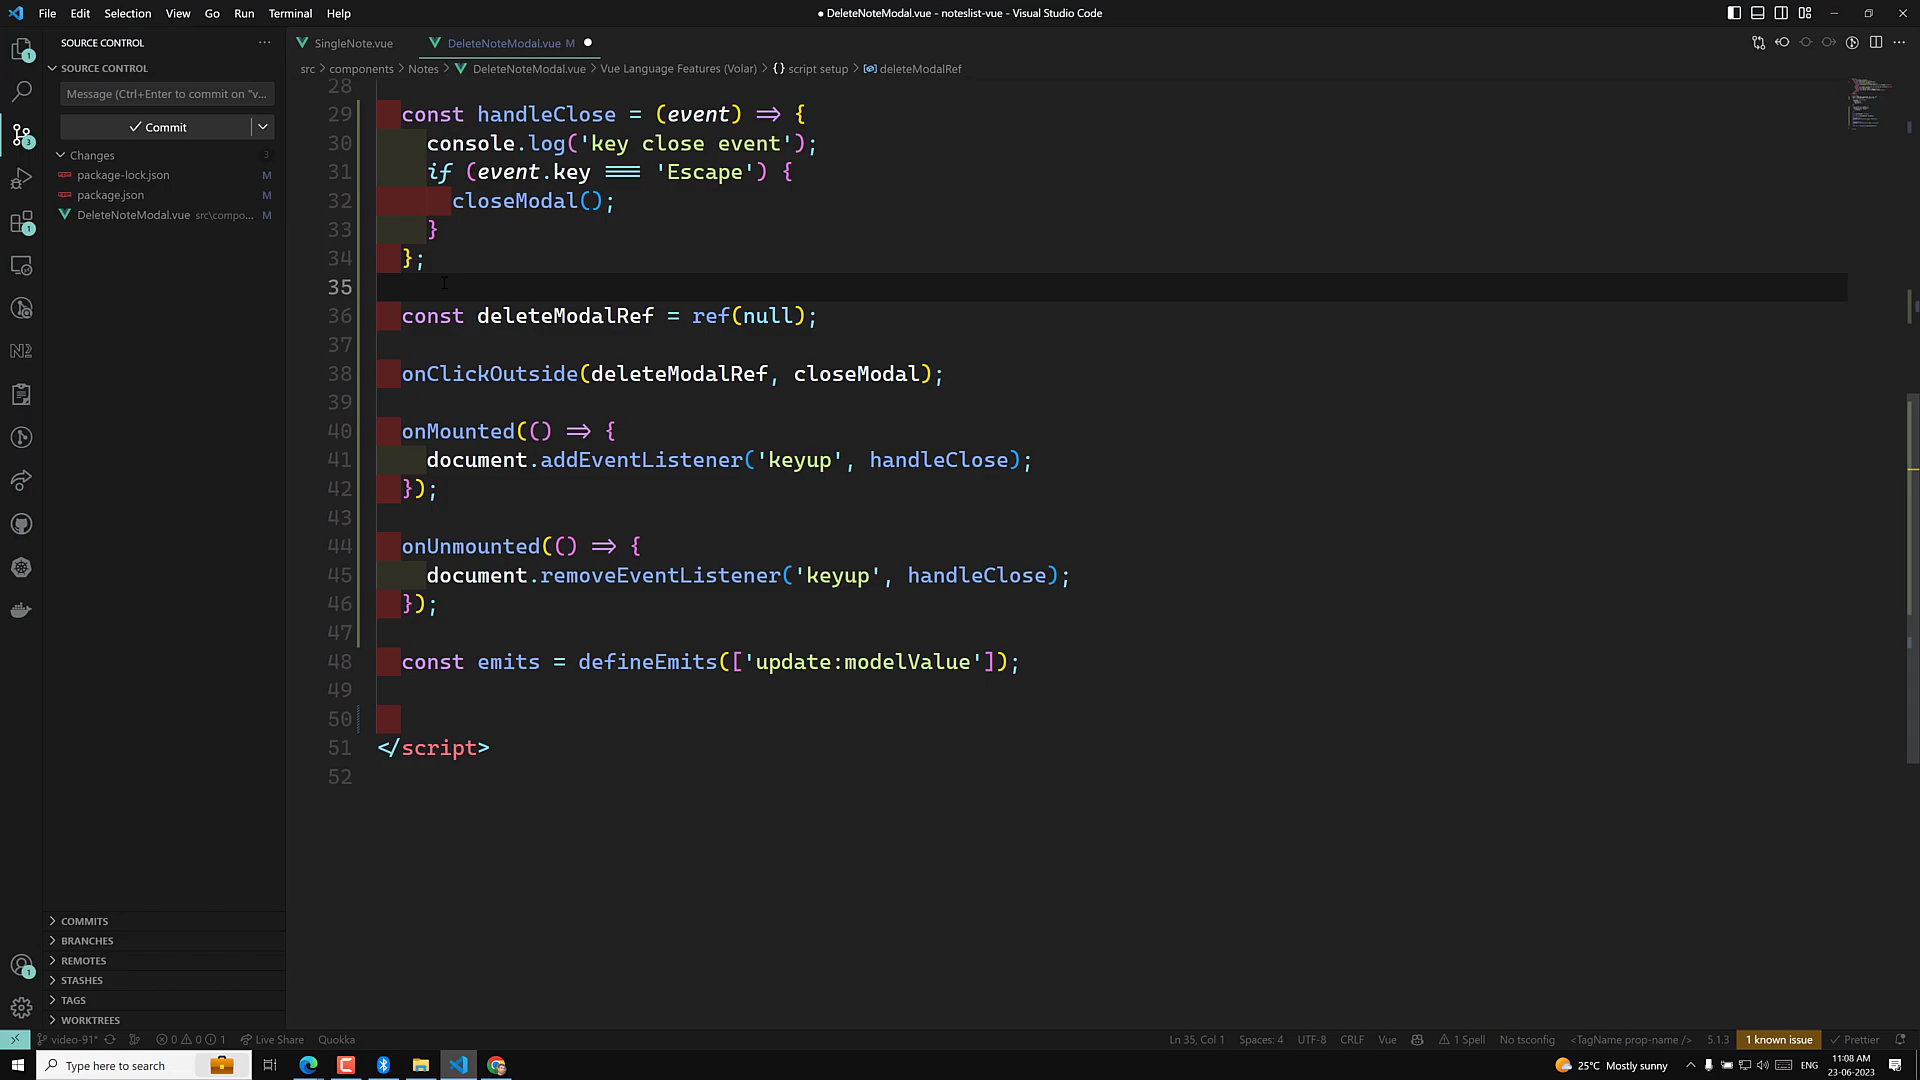 File Edit Selection View Go Run Terminal Help
● DeleteNoteModal.vue - noteslist-vue - Visual Studio Code
SOURCE CONTROL
SOURCE CONTROL
Message (Ctrl+Enter to commit on "v...
Commit
Changes 3
package-lock.json M
package.json M
DeleteNoteModal.vue src\compo... M
COMMITS
BRANCHES
REMOTES
STASHES
TAGS
WORKTREES
SingleNote.vue DeleteNoteModal.vue M
src > components > Notes > DeleteNoteModal.vue > Vue Language Features (Volar) > {} script setup > deleteModalRef
28
29 const handleClose = (event) => {
30 console.log('key close event');
31 if (event.key === 'Escape') {
32 closeModal();
33 }
34 };
35
36 const deleteModalRef = ref(null);
37
38 onClickOutside(deleteModalRef, closeModal);
39
40 onMounted(() => {
41 document.addEventListener('keyup', handleClose);
42 });
43
44 onUnmounted(() => {
45 document.removeEventListener('keyup', handleClose);
46 });
47
48 const emits = defineEmits(['update:modelValue']);
49
50
51 </script>
52
video-91* 0 0 1 Live Share Quokka
Ln 35, Col 1 Spaces: 4 UTF-8 CRLF Vue 1 Spell No tsconfig <TagName prop-name /> 5.1.3 1 known issue Prettier
Type here to search
25°C Mostly sunny ENG
11:08 AM
23-06-2023